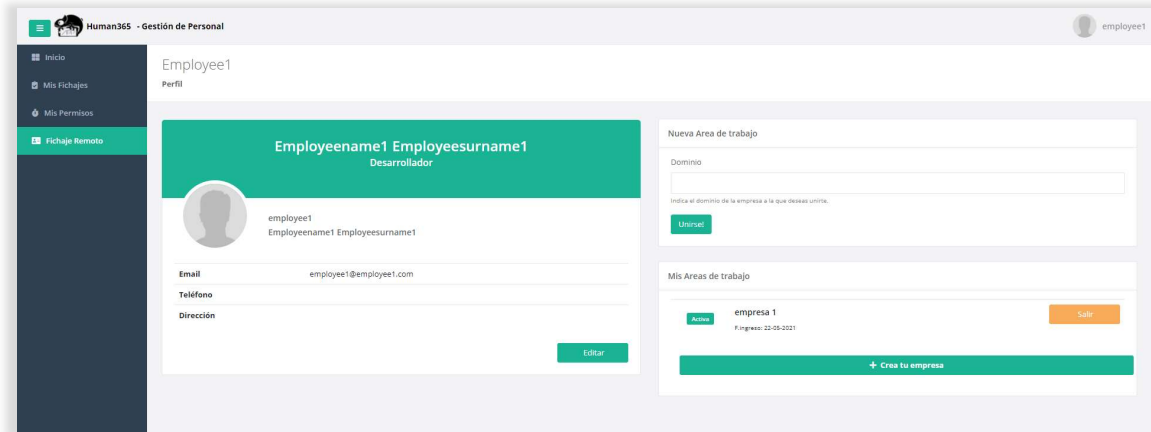 Human365 - Gestión de Personal
employee1
Inicio
Mis Fichajes
Mis Permisos
Fichaje Remoto
Employee1
Perfil
Employeename1 Employeesurname1
Desarrollador
employee1
Employeename1 Employeesurname1
Email employee1@employee1.com
Teléfono
Dirección
Editar
Nueva Area de trabajo
Dominio
Indica el dominio de la empresa a la que deseas unirte.
Unirse!
Mis Areas de trabajo
Activa
empresa 1
F.ingreso: 22-05-2021
Salir
+ Crea tu empresa